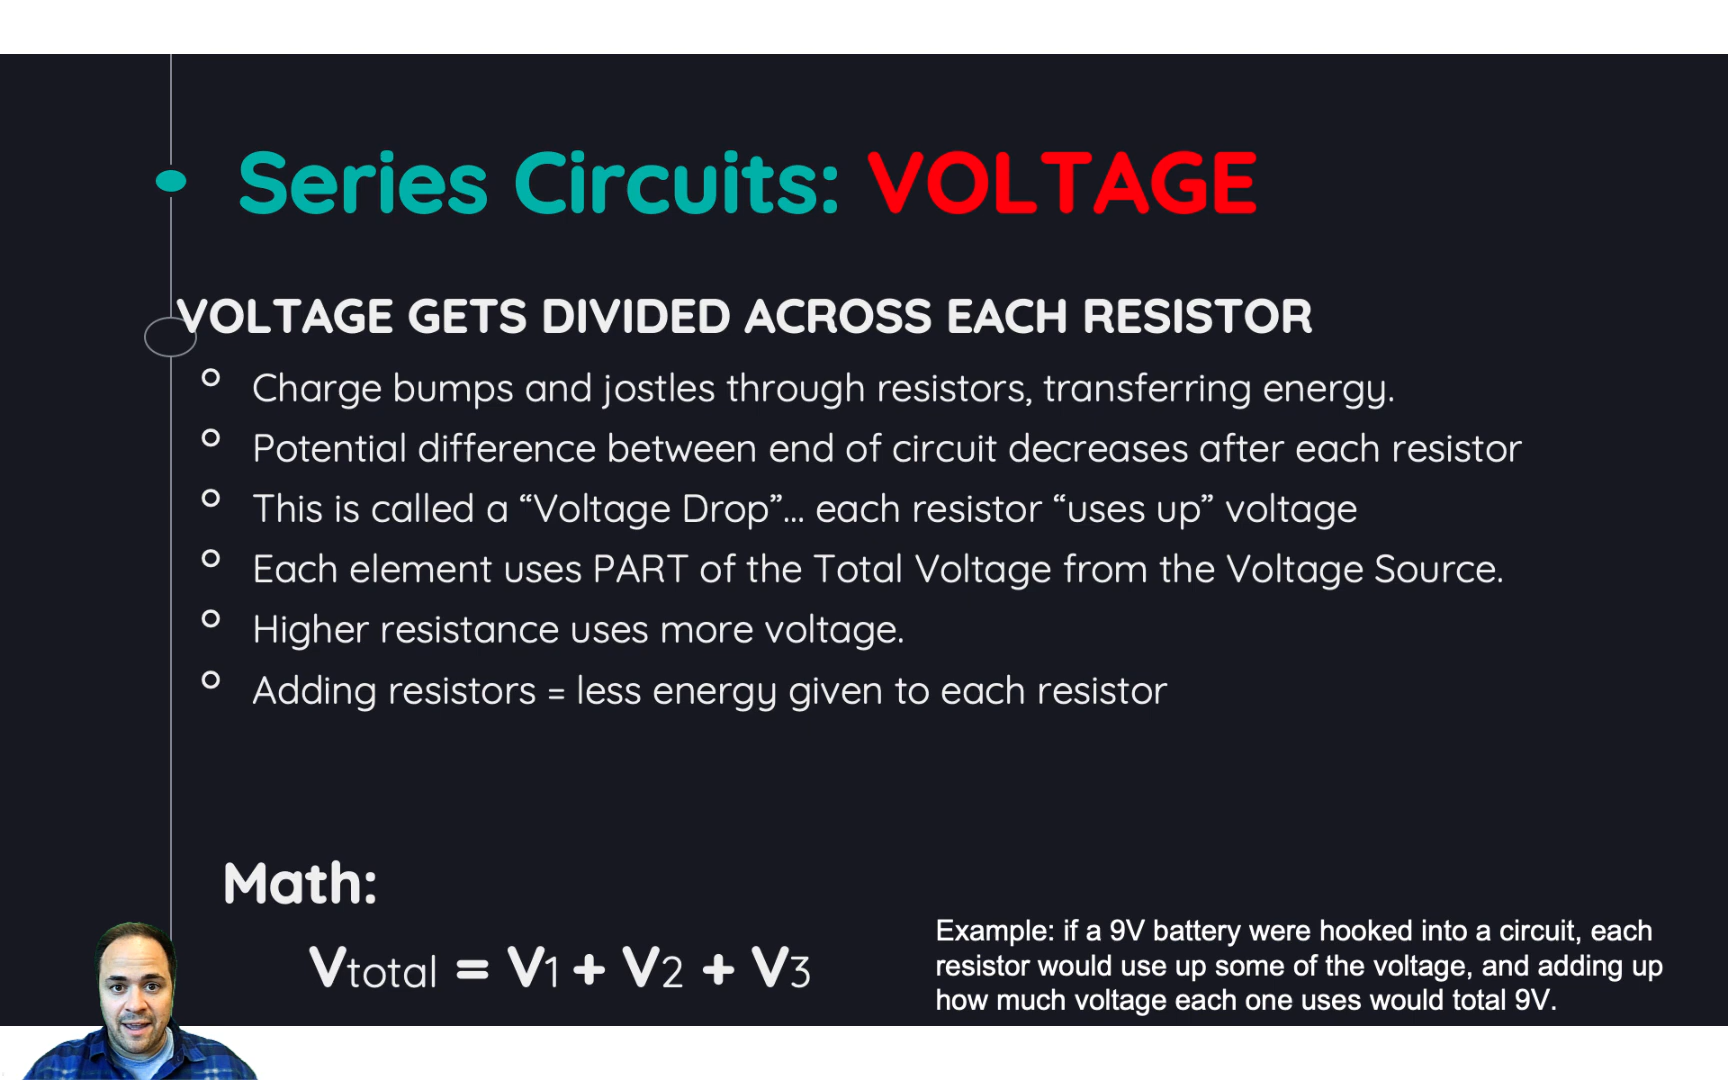 Series Circuits: VOLTAGE
VOLTAGE GETS DIVIDED ACROSS EACH RESISTOR
Charge bumps and jostles through resistors, transferring energy.
Potential difference between end of circuit decreases after each resistor
This is called a “Voltage Drop”... each resistor “uses up” voltage
Each element uses PART of the Total Voltage from the Voltage Source.
Higher resistance uses more voltage.
Adding resistors = less energy given to each resistor
Math:
Vtotal = V1 + V2 + V3
Example: if a 9V battery were hooked into a circuit, each
resistor would use up some of the voltage, and adding up
how much voltage each one uses would total 9V.